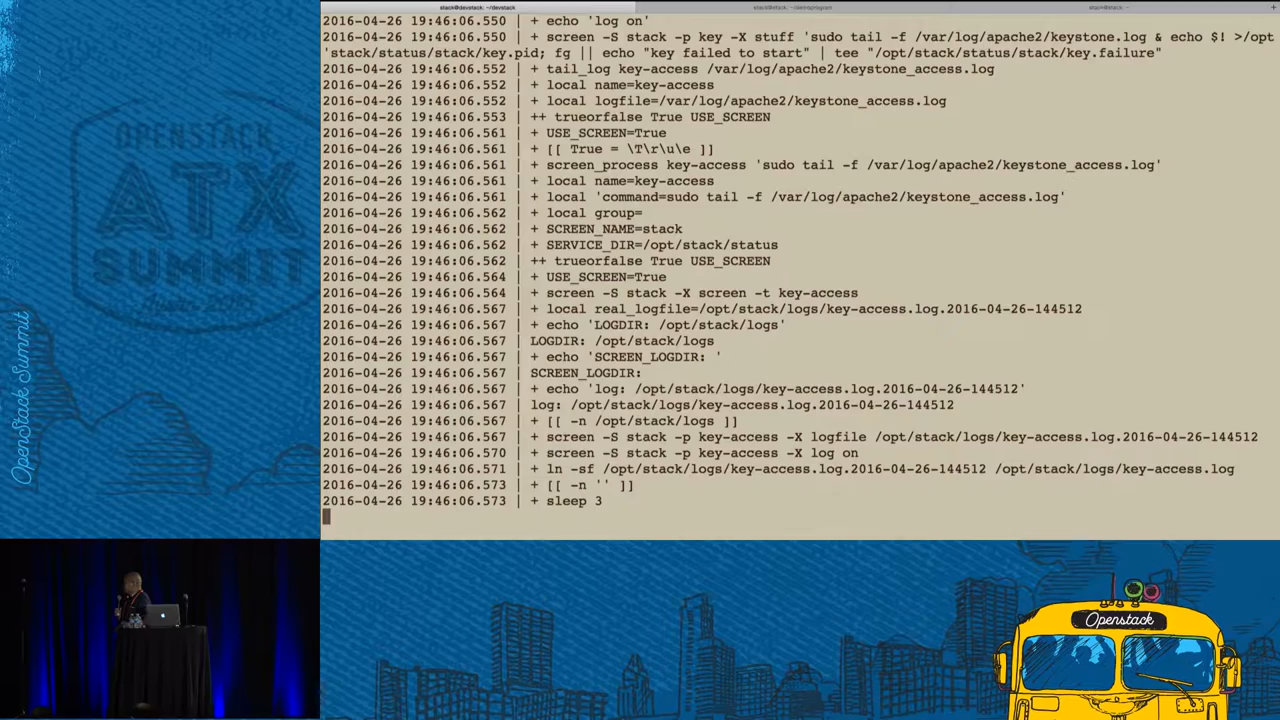 stack@devstack: ~/devstack
2016-04-26 19:46:06.550 | + echo 'log on'
2016-04-26 19:46:06.550 | + screen -S stack -p key -X stuff 'sudo tail -f /var/log/apache2/keystone.log & echo $! >/opt
'stack/status/stack/key.pid; fg || echo "key failed to start" | tee "/opt/stack/status/stack/key.failure"
2016-04-26 19:46:06.552 | + tail_log key-access /var/log/apache2/keystone_access.log
2016-04-26 19:46:06.552 | + local name=key-access
2016-04-26 19:46:06.552 | + local logfile=/var/log/apache2/keystone_access.log
2016-04-26 19:46:06.553 | ++ trueorfalse True USE_SCREEN
2016-04-26 19:46:06.561 | + USE_SCREEN=True
2016-04-26 19:46:06.561 | + [[ True = \T\r\u\e ]]
2016-04-26 19:46:06.561 | + screen_process key-access 'sudo tail -f /var/log/apache2/keystone_access.log'
2016-04-26 19:46:06.561 | + local name=key-access
2016-04-26 19:46:06.561 | + local 'command=sudo tail -f /var/log/apache2/keystone_access.log'
2016-04-26 19:46:06.562 | + local group=
2016-04-26 19:46:06.562 | + SCREEN_NAME=stack
2016-04-26 19:46:06.562 | + SERVICE_DIR=/opt/stack/status
2016-04-26 19:46:06.562 | ++ trueorfalse True USE_SCREEN
2016-04-26 19:46:06.564 | + USE_SCREEN=True
2016-04-26 19:46:06.564 | + screen -S stack -X screen -t key-access
2016-04-26 19:46:06.567 | + local real_logfile=/opt/stack/logs/key-access.log.2016-04-26-144512
2016-04-26 19:46:06.567 | + echo 'LOGDIR: /opt/stack/logs'
2016-04-26 19:46:06.567 | LOGDIR: /opt/stack/logs
2016-04-26 19:46:06.567 | + echo 'SCREEN_LOGDIR: '
2016-04-26 19:46:06.567 | SCREEN_LOGDIR:
2016-04-26 19:46:06.567 | + echo 'log: /opt/stack/logs/key-access.log.2016-04-26-144512'
2016-04-26 19:46:06.567 | log: /opt/stack/logs/key-access.log.2016-04-26-144512
2016-04-26 19:46:06.567 | + [[ -n /opt/stack/logs ]]
2016-04-26 19:46:06.567 | + screen -S stack -p key-access -X logfile /opt/stack/logs/key-access.log.2016-04-26-144512
2016-04-26 19:46:06.570 | + screen -S stack -p key-access -X log on
2016-04-26 19:46:06.571 | + ln -sf /opt/stack/logs/key-access.log.2016-04-26-144512 /opt/stack/logs/key-access.log
2016-04-26 19:46:06.573 | + [[ -n '' ]]
2016-04-26 19:46:06.573 | + sleep 3
OPENSTACK
ATX
SUMMIT
OpenStack Summit
Openstack